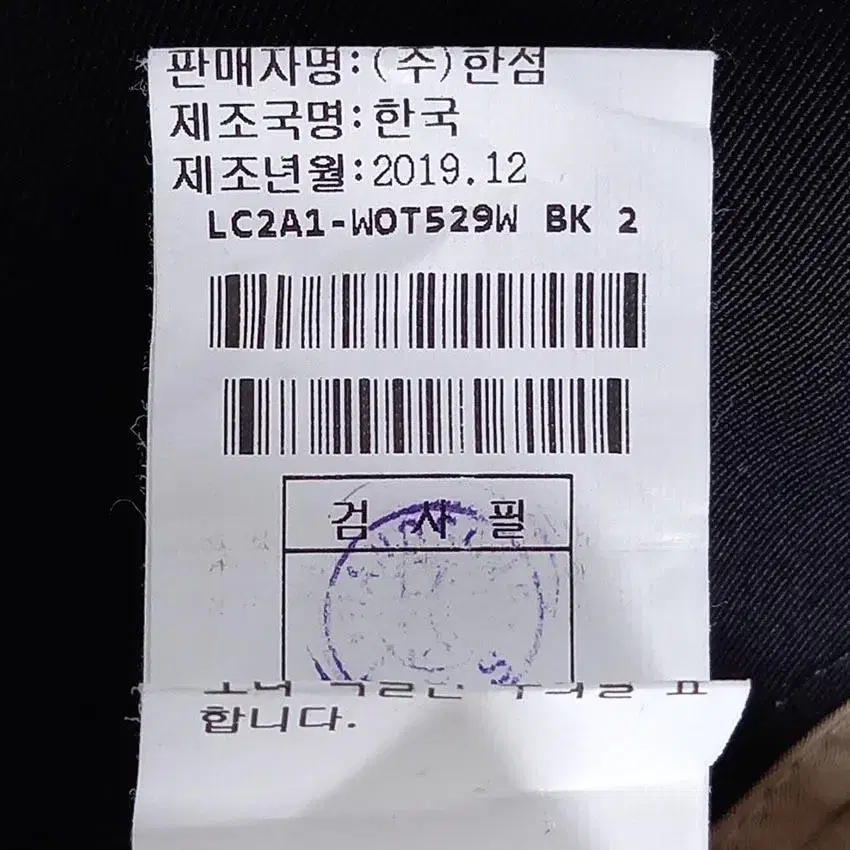 판매자명:(주)한섬
제조국명:한국
제조년월:2019.12
LC2A1-WOT529W BK 2
검 사 필
합니다.